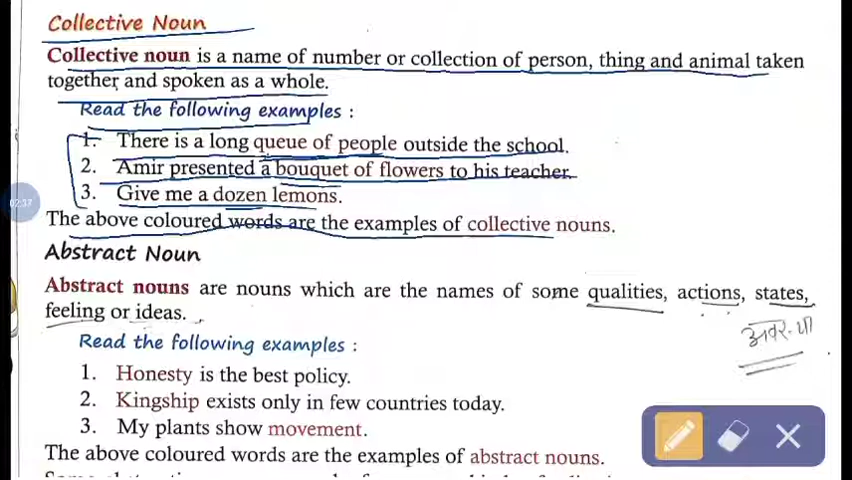 Collective Noun
Collective noun is a name of number or collection of person, thing and animal taken
together and spoken as a whole.
Read the following examples :
1. There is a long queue of people outside the school.
2. Amir presented a bouquet of flowers to his teacher.
3. Give me a dozen lemons.
The above coloured words are the examples of collective nouns.
Abstract Noun
Abstract nouns are nouns which are the names of some qualities, actions, states,
feeling or ideas.
अवस्था
Read the following examples :
1. Honesty is the best policy.
2. Kingship exists only in few countries today.
3. My plants show movement.
The above coloured words are the examples of abstract nouns.
02:37